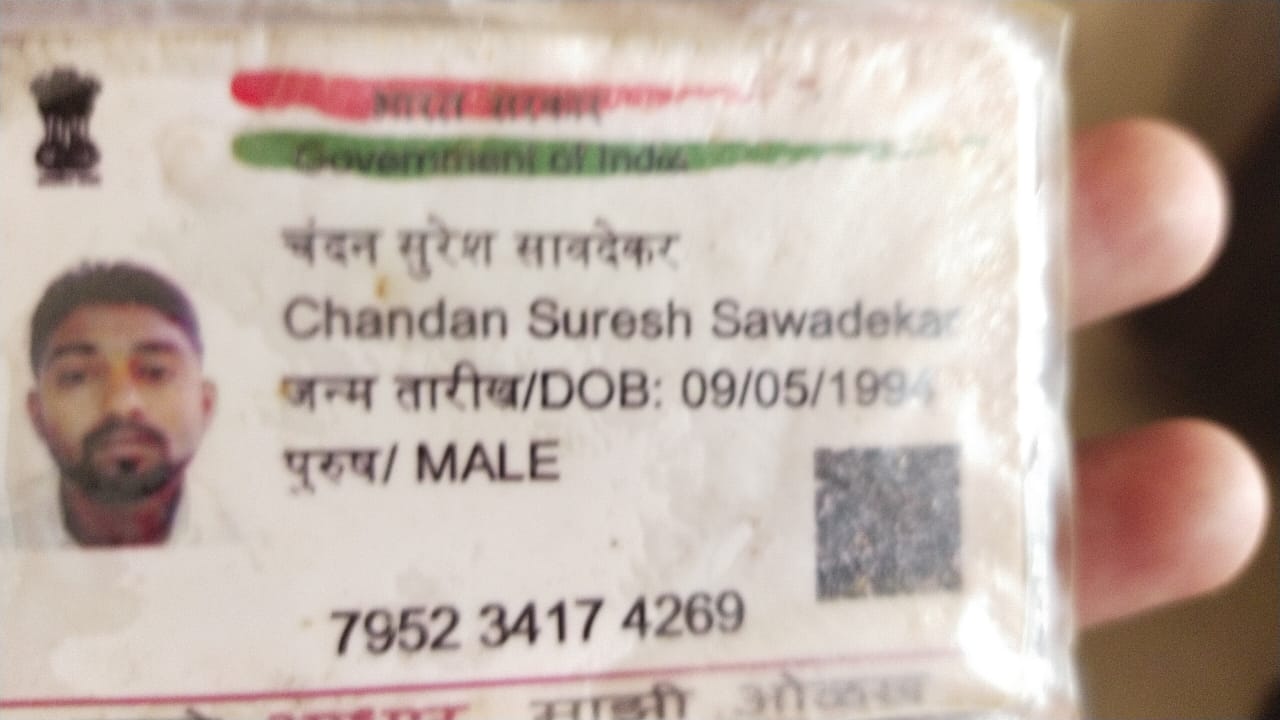 भारत सरकार
Government of India
चंदन सुरेश सावदेकर
Chandan Suresh Sawadekar
जन्म तारीख/DOB: 09/05/1994
पुरुष/ MALE
7952 3417 4269
माझी ओळख